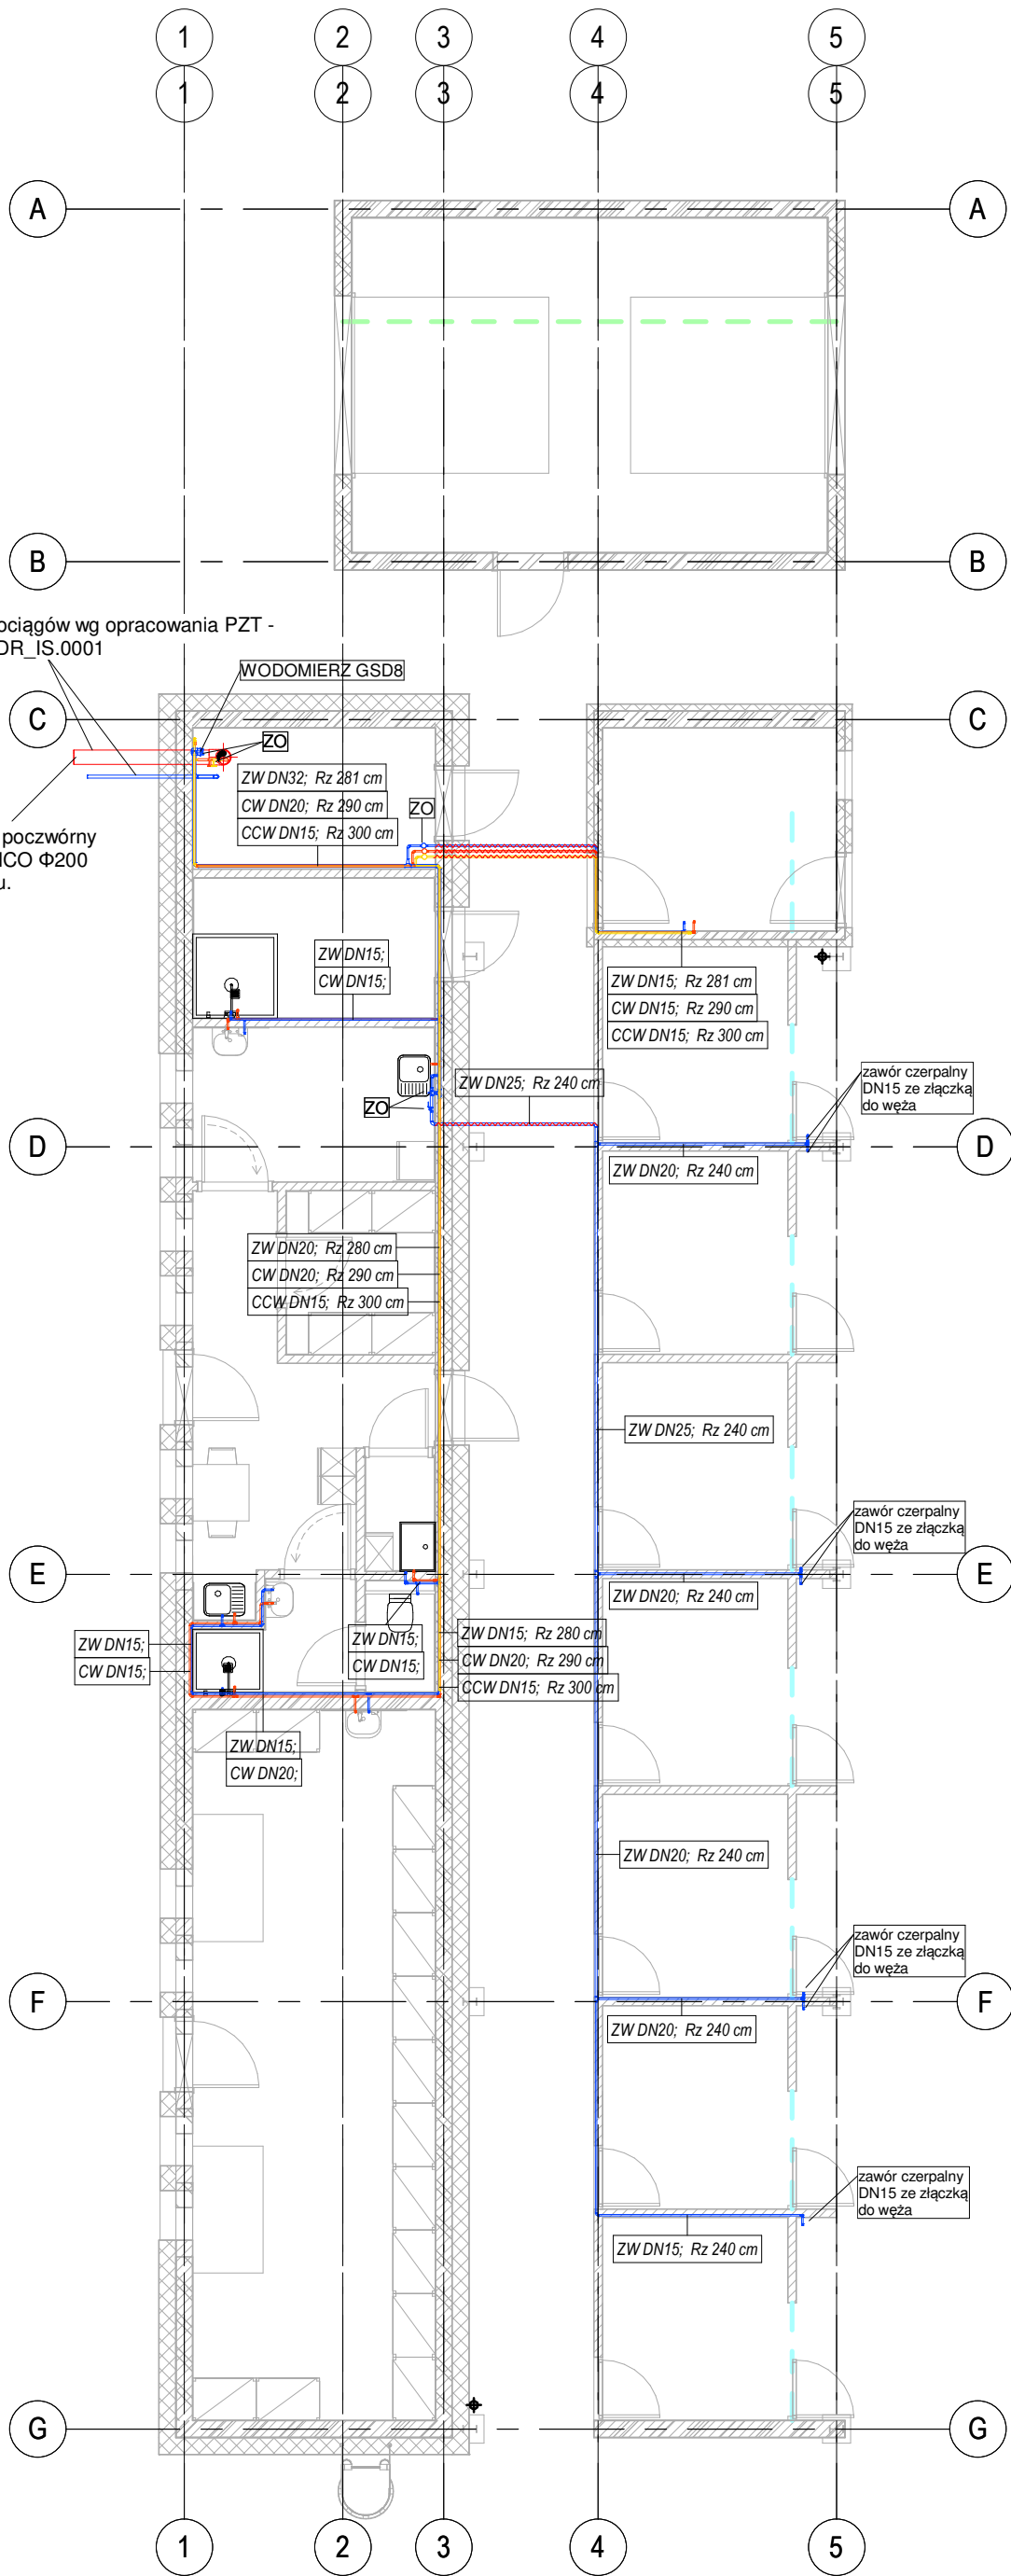 1 2 3 4 5
1 2 3 4 5
A A
B B
ociągów wg opracowania PZT -
DR_IS.0001
WODOMIERZ GSD8
C C
ZO
ZW DN32; Rz 281 cm
CW DN20; Rz 290 cm
CCW DN15; Rz 300 cm
ZO
poczwórny
NCO Φ200
u.
ZW DN15;
CW DN15;
ZW DN15; Rz 281 cm
CW DN15; Rz 290 cm
CCW DN15; Rz 300 cm
ZW DN25; Rz 240 cm
zawór czerpalny
DN15 ze złączką
do węża
ZO
D D
ZW DN20; Rz 240 cm
ZW DN20; Rz 280 cm
CW DN20; Rz 290 cm
CCW DN15; Rz 300 cm
ZW DN25; Rz 240 cm
zawór czerpalny
DN15 ze złączką
do węża
E E
ZW DN20; Rz 240 cm
ZW DN15;
CW DN15;
ZW DN15;
CW DN15;
ZW DN15; Rz 280 cm
CW DN20; Rz 290 cm
CCW DN15; Rz 300 cm
ZW DN15;
CW DN20;
ZW DN20; Rz 240 cm
zawór czerpalny
DN15 ze złączką
do węża
F F
ZW DN20; Rz 240 cm
zawór czerpalny
DN15 ze złączką
do węża
ZW DN15; Rz 240 cm
G G
1 2 3 4 5